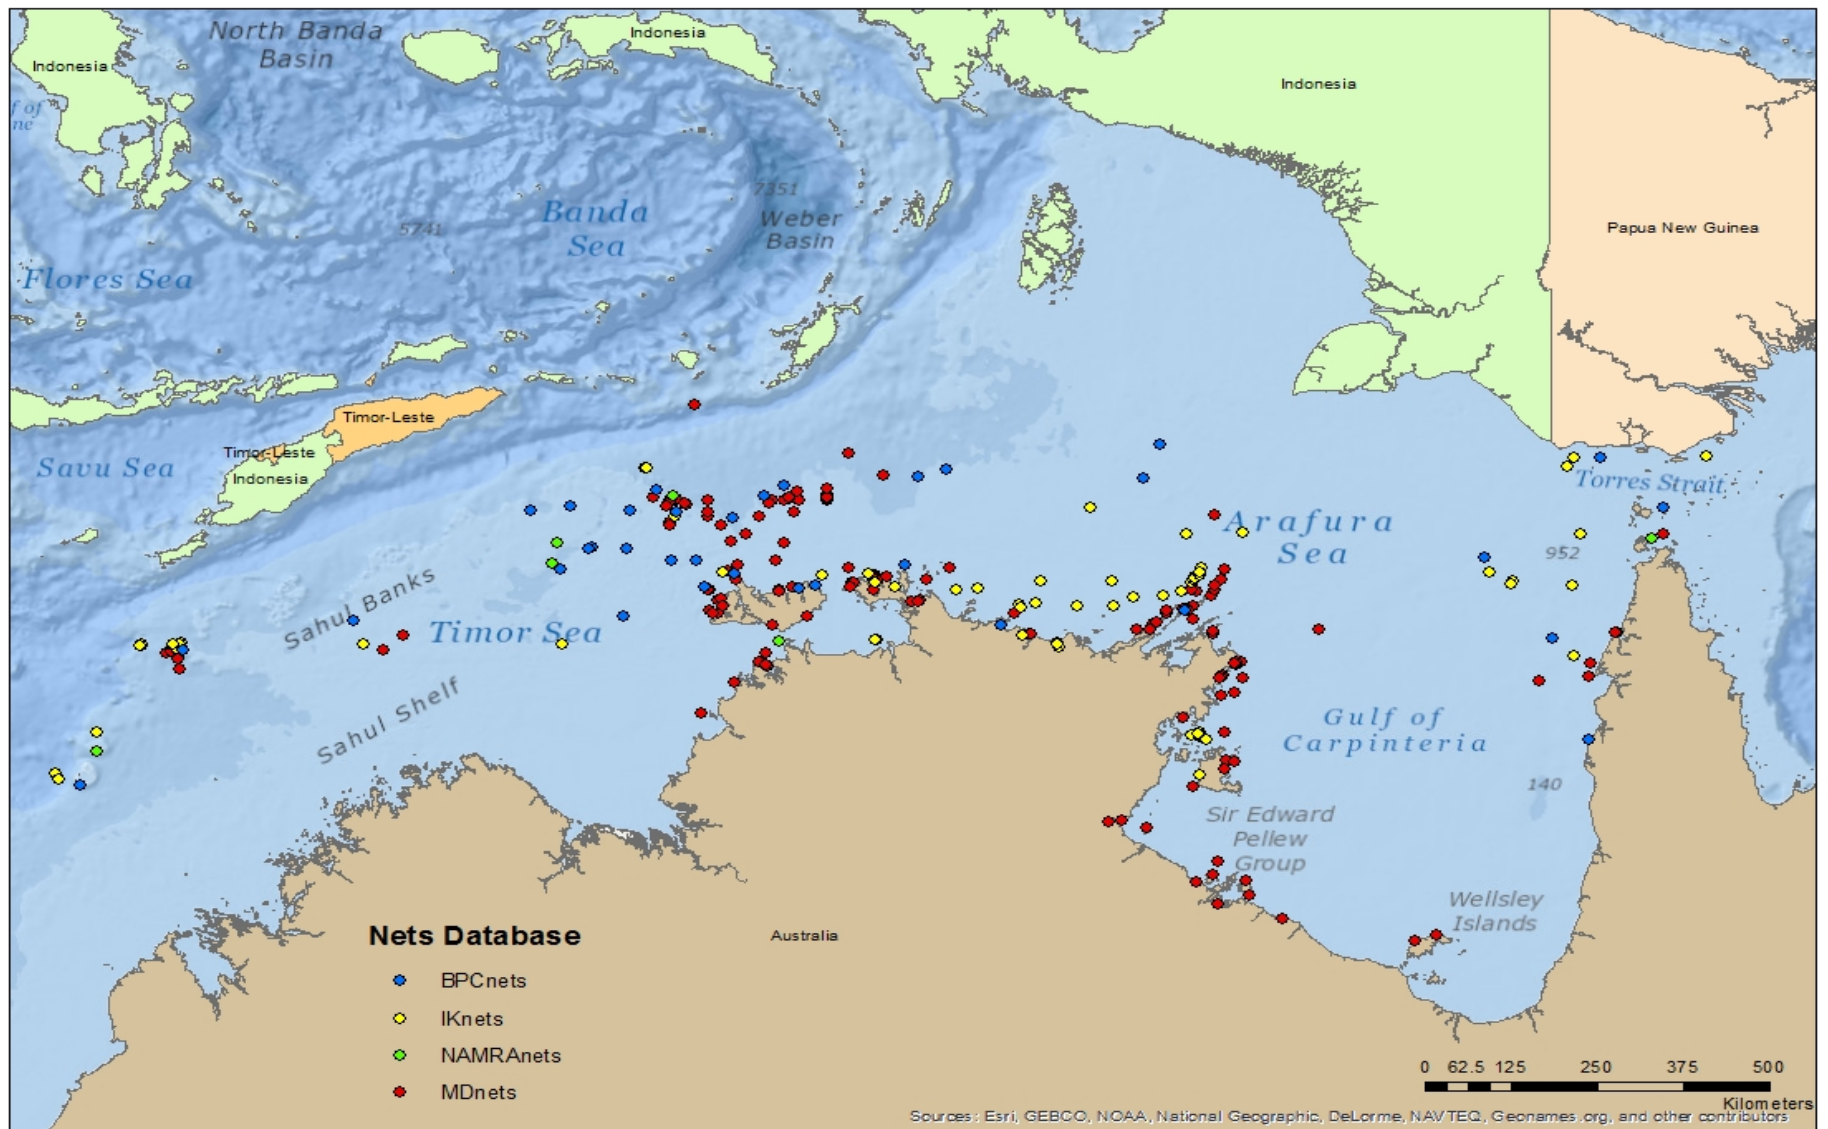 North Banda
Basin
Indonesia
Indonesia
Indonesia
f of
ne
7351
Weber
Basin
Banda
Sea
5741
Papua New Guinea
Flores Sea
Timor-Leste
Timor-Leste
Indonesia
Savu Sea
Torres Strait
Arafura
Sea
952
Sahul Banks
Timor Sea
Sahul Shelf
Gulf of
Carpinteria
140
Sir Edward
Pellew
Group
Wellsley
Islands
Australia
Nets Database
BPCnets
IKnets
NAMRAnets
MDnets
0 62.5 125 250 375 500
Kilometers
Sources: Esri, GEBCO, NOAA, National Geographic, DeLorme, NAVTEQ, Geonames.org, and other contributors